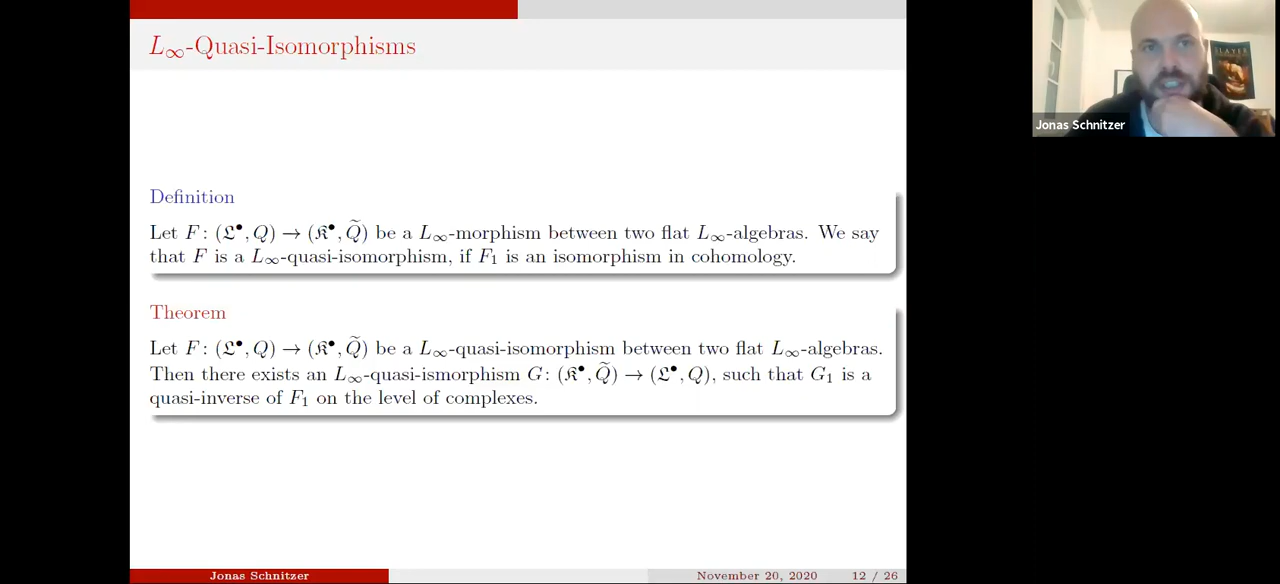 L∞-Quasi-Isomorphisms
SLAYER
Jonas Schnitzer
Definition
Let F: (𝔏•, Q) → (𝔎•, Q̃) be a L∞-morphism between two flat L∞-algebras. We say
that F is a L∞-quasi-isomorphism, if F₁ is an isomorphism in cohomology.
Theorem
Let F: (𝔏•, Q) → (𝔎•, Q̃) be a L∞-quasi-isomorphism between two flat L∞-algebras.
Then there exists an L∞-quasi-ismorphism G: (𝔎•, Q̃) → (𝔏•, Q), such that G₁ is a
quasi-inverse of F₁ on the level of complexes.
Jonas Schnitzer November 20, 2020 12 / 26